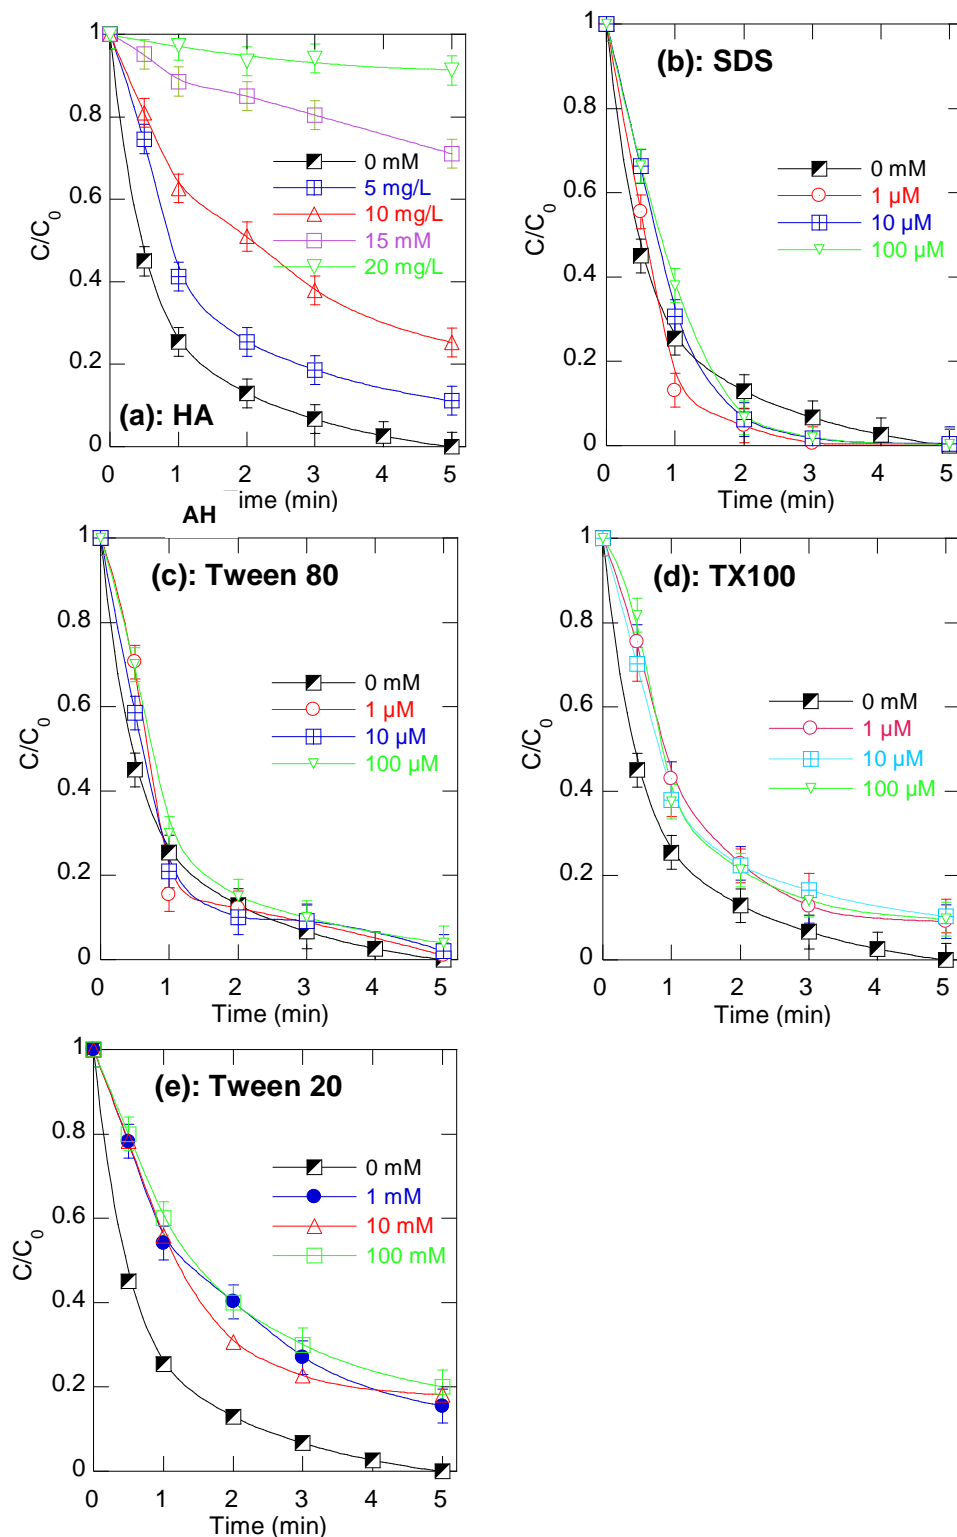 1
0.8
0.6
0.4
0.2
0
C/C0
0 mM
5 mg/L
10 mg/L
15 mM
20 mg/L
(a): HA
0 1 2 3 4 5
ime (min)
AH
1
0.8
0.6
0.4
0.2
0
C/C0
(b): SDS
0 mM
1 µM
10 µM
100 µM
0 1 2 3 4 5
Time (min)
1
0.8
0.6
0.4
0.2
0
C/C0
(c): Tween 80
0 mM
1 µM
10 µM
100 µM
0 1 2 3 4 5
Time (min)
1
0.8
0.6
0.4
0.2
0
C/C0
(d): TX100
0 mM
1 µM
10 µM
100 µM
0 1 2 3 4 5
Time (min)
1
0.8
0.6
0.4
0.2
0
C/C0
(e): Tween 20
0 mM
1 mM
10 mM
100 mM
0 1 2 3 4 5
Time (min)